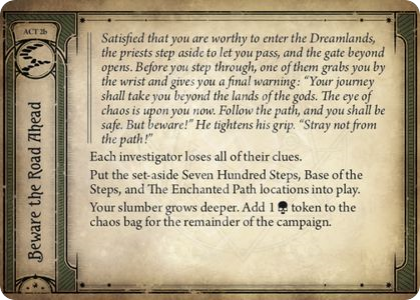 ACT 2b
Beware the Road Ahead
Satisfied that you are worthy to enter the Dreamlands,
the priests step aside to let you pass, and the gate beyond
opens. Before you step through, one of them grabs you by
the wrist and gives you a final warning: “Your journey
shall take you beyond the lands of the gods. The eye of
chaos is upon you now. Follow the path, and you shall be
safe. But beware!” He tightens his grip. “Stray not from
the path!”
Each investigator loses all of their clues.
Put the set-aside Seven Hundred Steps, Base of the
Steps, and The Enchanted Path locations into play.
Your slumber grows deeper. Add 1 token to the
chaos bag for the remainder of the campaign.